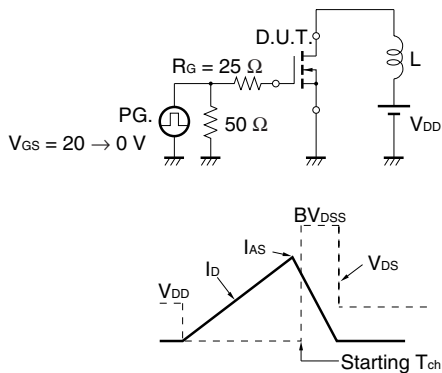 D.U.T.
RG = 25 Ω
L
PG.
50 Ω
VDD
VGS = 20 → 0 V
BVDSS
IAS
VDS
ID
VDD
Starting Tch